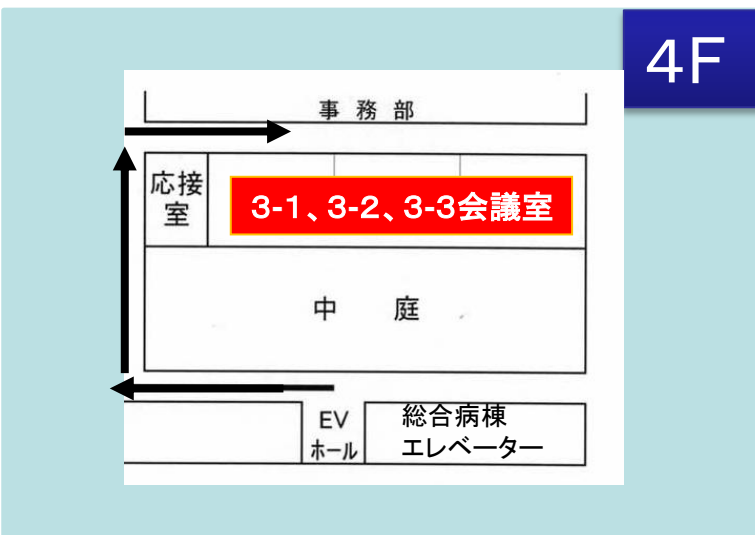 4F
事務部
応接
室
3-1、3-2、3-3会議室
中 庭
EV
ホール
総合病棟
エレベーター